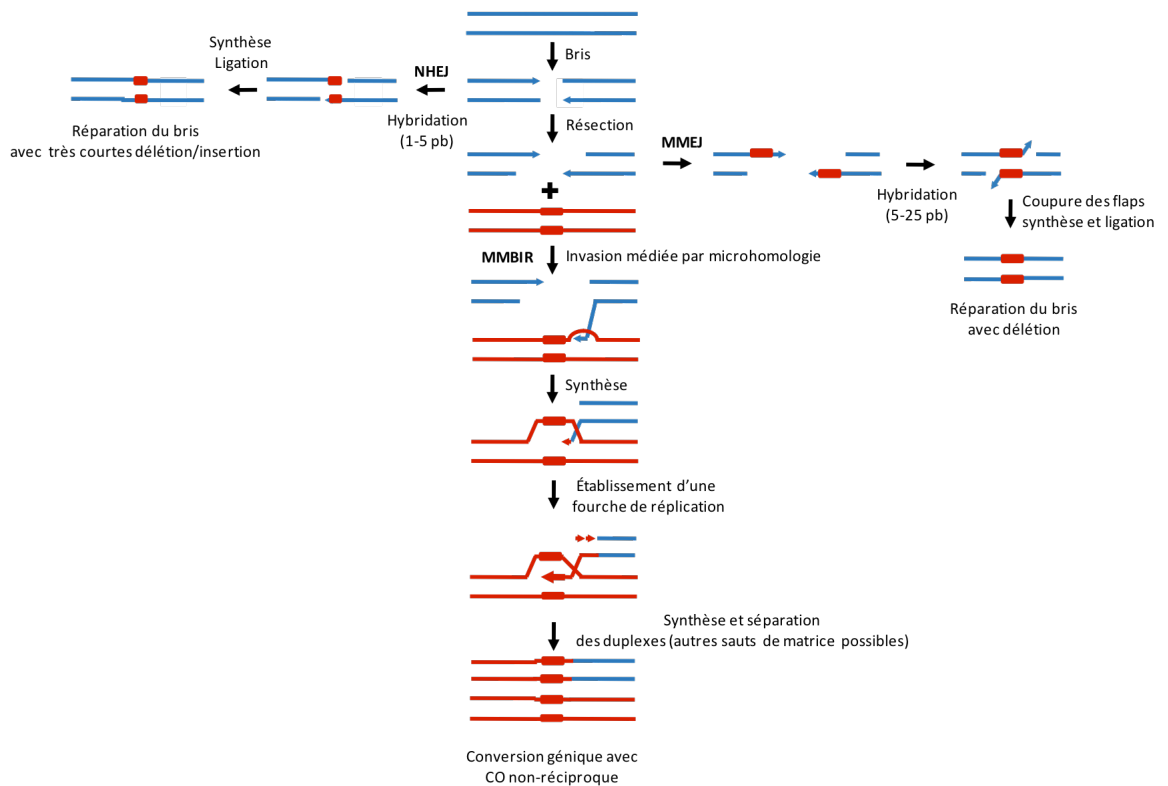 Bris
Synthèse
Ligation
NHEJ
Hybridation
(1-5 pb)
Réparation du bris
avec très courtes délétion/insertion
Résection
MMEJ
Hybridation
(5-25 pb)
Coupure des flaps
synthèse et ligation
Réparation du bris
avec délétion
+
MMBIR
Invasion médiée par microhomologie
Synthèse
Établissement d'une
fourche de réplication
Synthèse et séparation
des duplexes (autres sauts de matrice possibles)
Conversion génique avec
CO non-réciproque